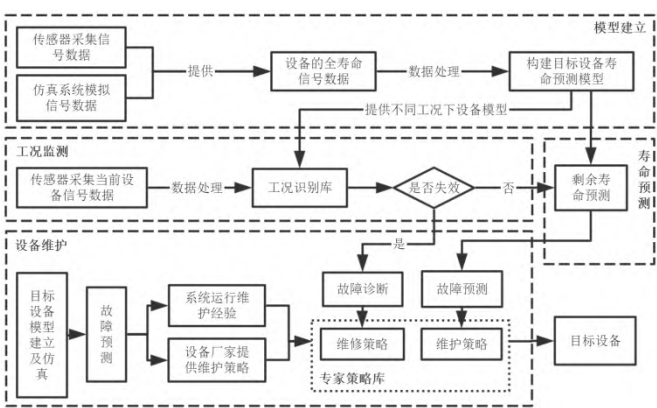 模型建立
传感器采集信
号数据
仿真系统模拟
信号数据
提供
设备的全寿命
信号数据
数据处理
构建目标设备寿
命预测模型
提供不同工况下设备模型
工况监测
传感器采集当前设
备信号数据
数据处理
工况识别库
是否失效
否
是
寿
命
预
测
剩余寿
命预测
设备维护
目标
设备
模型
建立
及仿
真
故
障
预
测
系统运行维
护经验
设备厂家提
供维护策略
故障诊断
故障预测
维修策略
维护策略
专家策略库
目标设备